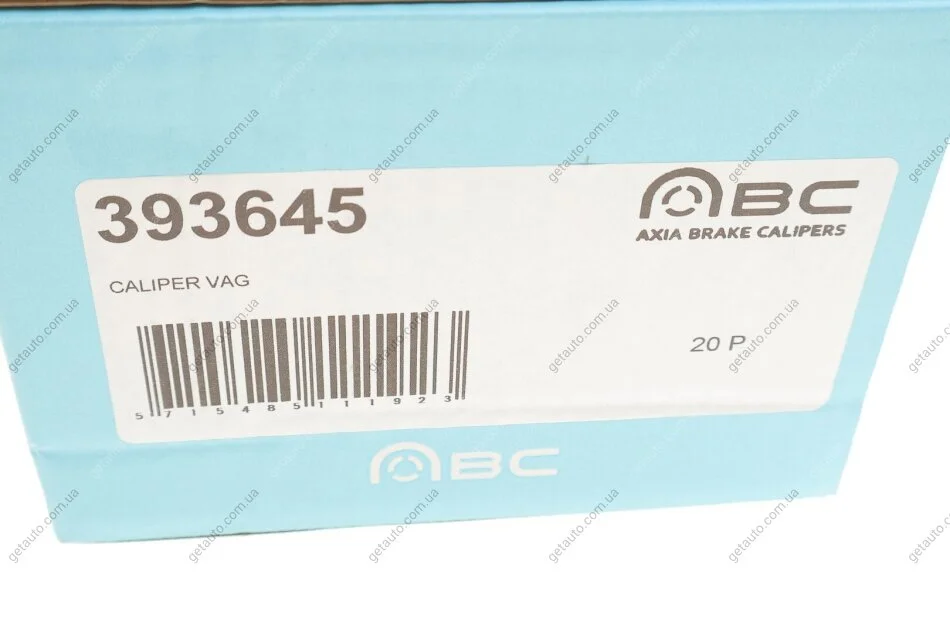 393645
ABC
AXIA BRAKE CALIPERS
CALIPER VAG
20 P
5715485111923
ABC
getauto.com.ua